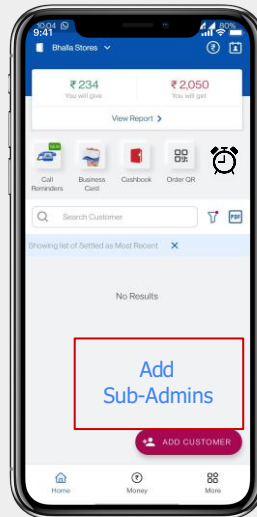 10:04 80%
9:41
Bhalla Stores
₹ 234 ₹ 2,050
You will give You will get
View Report >
NEW
Call Reminders Business Card Cashbook Order QR
Search Customer PDF
Showing list of Settled as Most Recent X
No Results
Add
Sub-Admins
ADD CUSTOMER
Home Money More